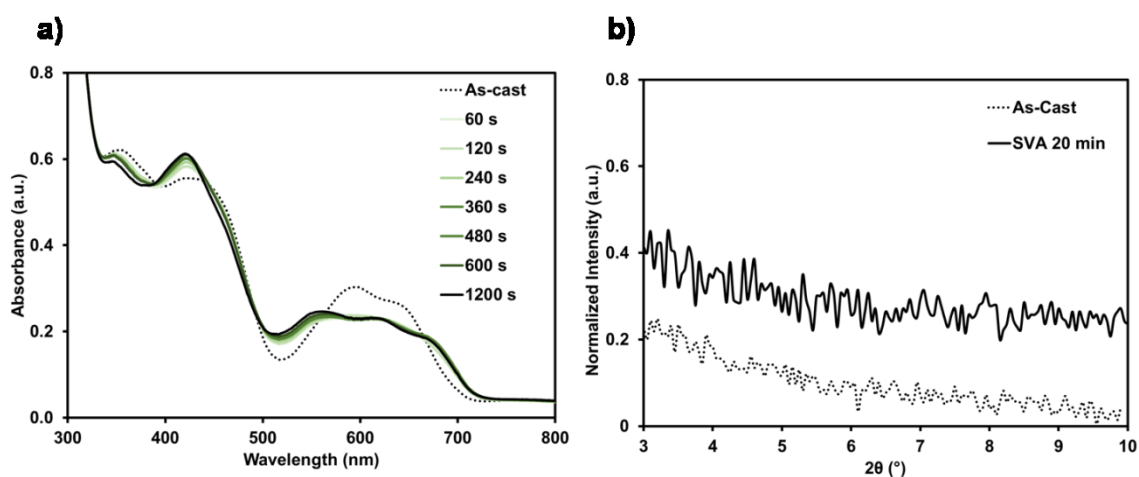 a)
0.8
0.6
0.4
0.2
0.0
300
400
500
600
700
800
Absorbance (a.u.)
Wavelength (nm)
As-cast
60 s
120 s
240 s
360 s
480 s
600 s
1200 s
b)
0.8
0.6
0.4
0.2
0
3
4
5
6
7
8
9
10
Normalized Intensity (a.u.)
2θ (°)
As-Cast
SVA 20 min